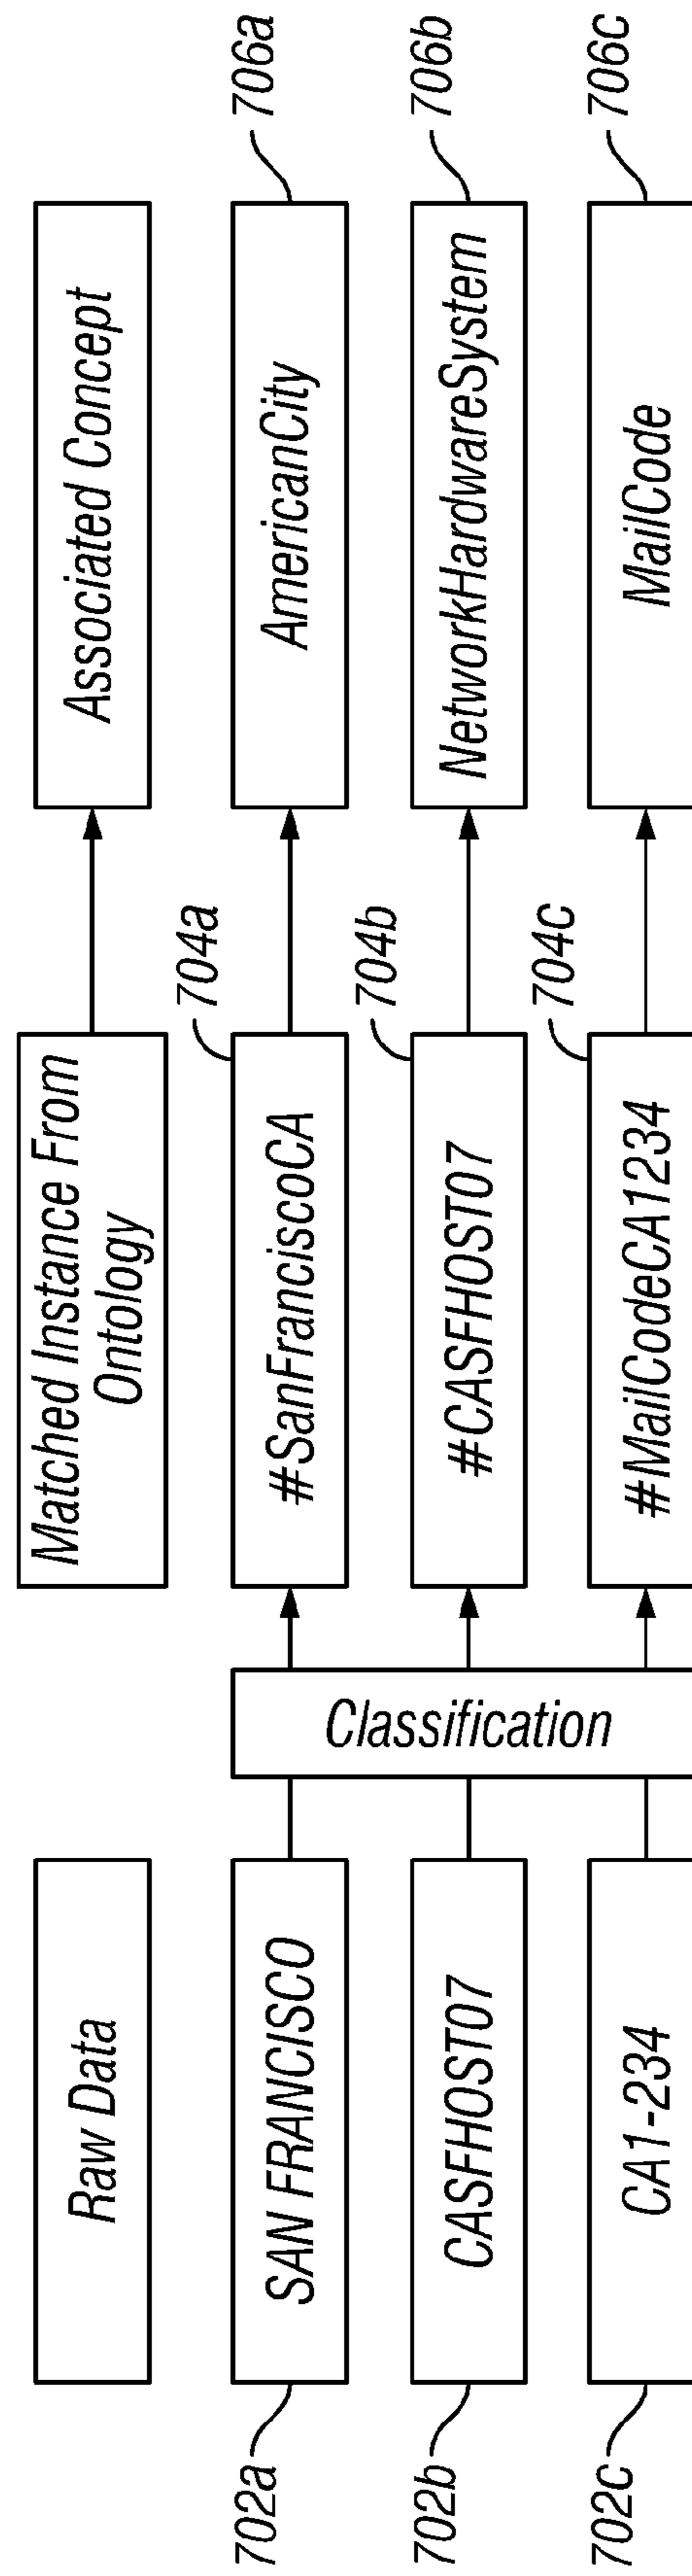 Raw Data
Matched Instance From
Ontology
Associated Concept
702a
SAN FRANCISCO
Classification
704a
#SanFranciscoCA
AmericanCity
706a
702b
CASFHOST07
704b
#CASFHOST07
NetworkHardwareSystem
706b
702c
CA1-234
704c
#MailCodeCA1234
MailCode
706c